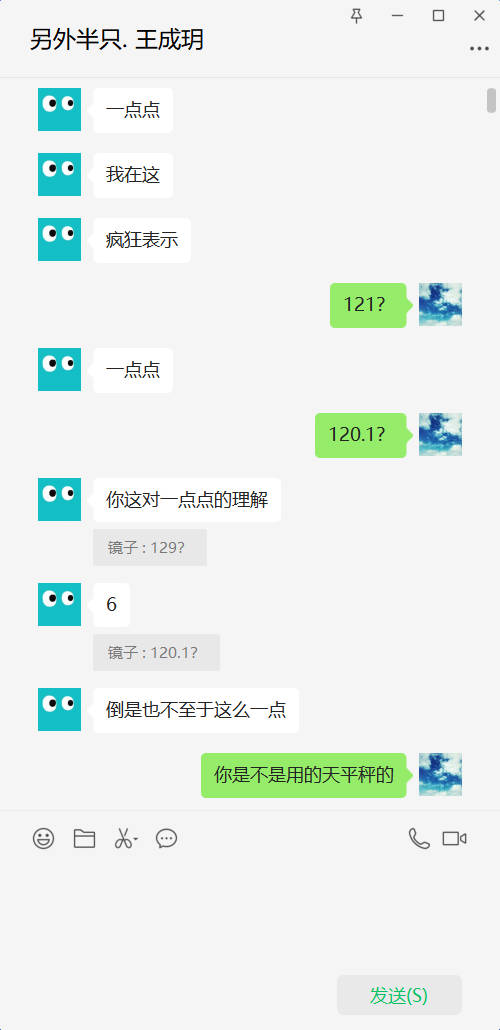 另外半只. 王成玥
一点点
我在这
疯狂表示
121?
一点点
120.1?
你这对一点点的理解
镜子 : 129?
6
镜子 : 120.1?
倒是也不至于这么一点
你是不是用的天平秤的
发送(S)